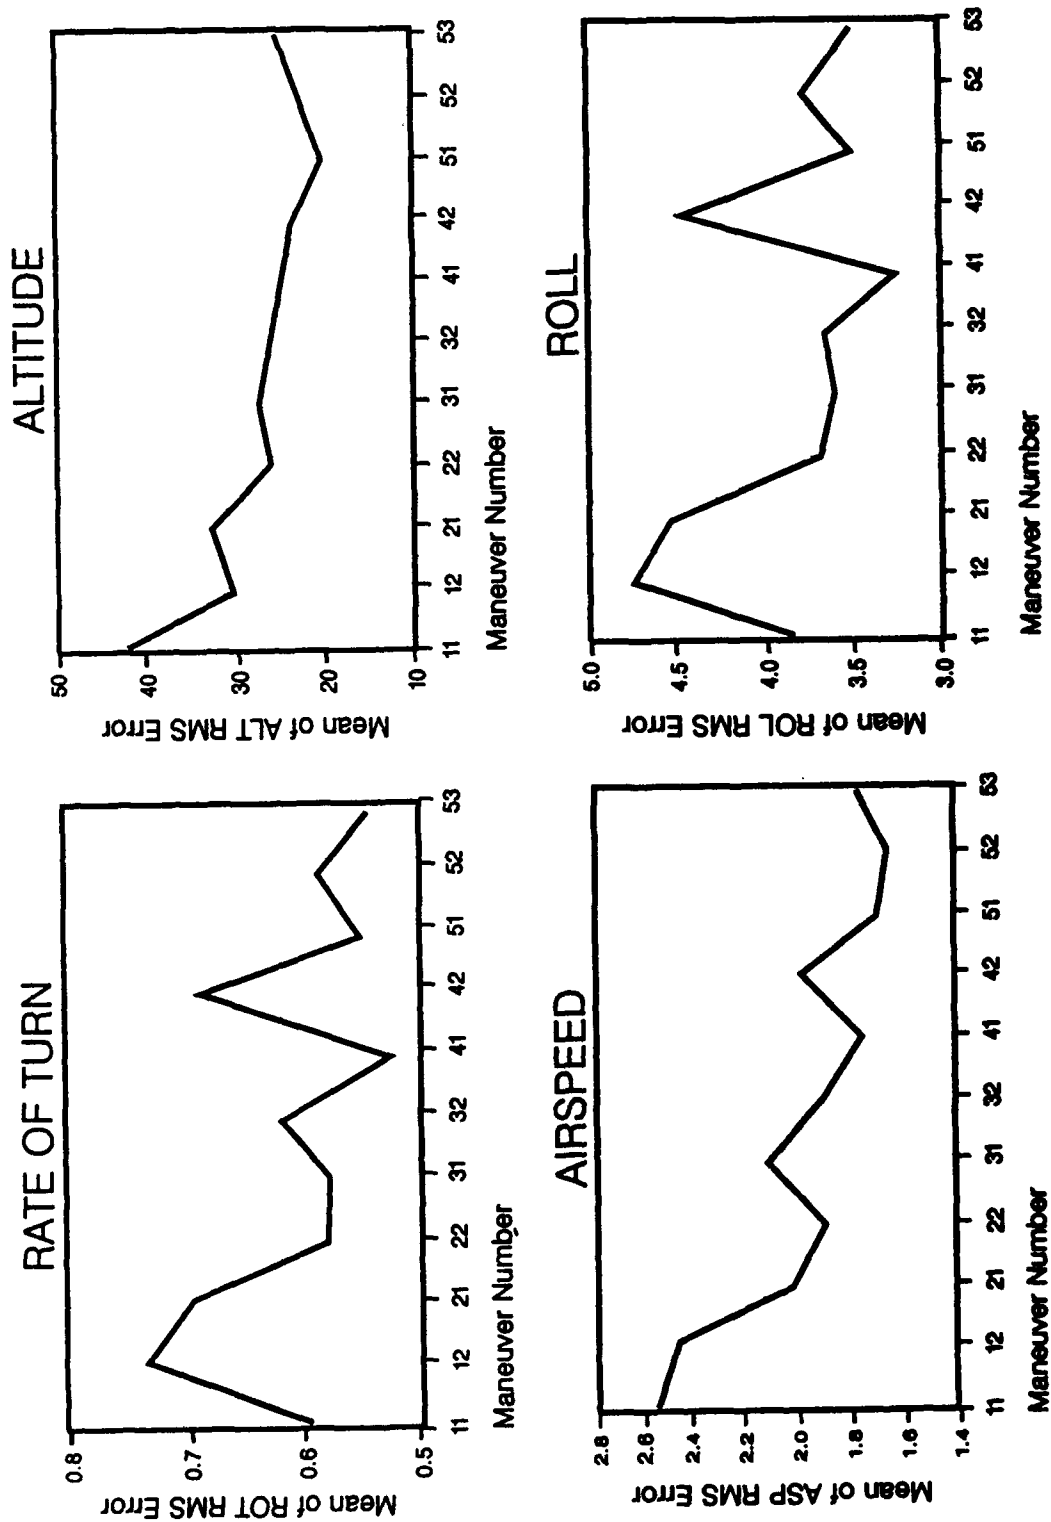 RATE OF TURN
Mean of ROT RMS Error
0.8
0.7
0.6
0.5
11 12 21 22 31 32 41 42 51 52 53
Maneuver Number
ALTITUDE
Mean of ALT RMS Error
50
40
30
20
10
11 12 21 22 31 32 41 42 51 52 53
Maneuver Number
AIRSPEED
Mean of ASP RMS Error
2.8
2.6
2.4
2.2
2.0
1.8
1.6
1.4
11 12 21 22 31 32 41 42 51 52 53
Maneuver Number
ROLL
Mean of ROL RMS Error
5.0
4.5
4.0
3.5
3.0
11 12 21 22 31 32 41 42 51 52 53
Maneuver Number